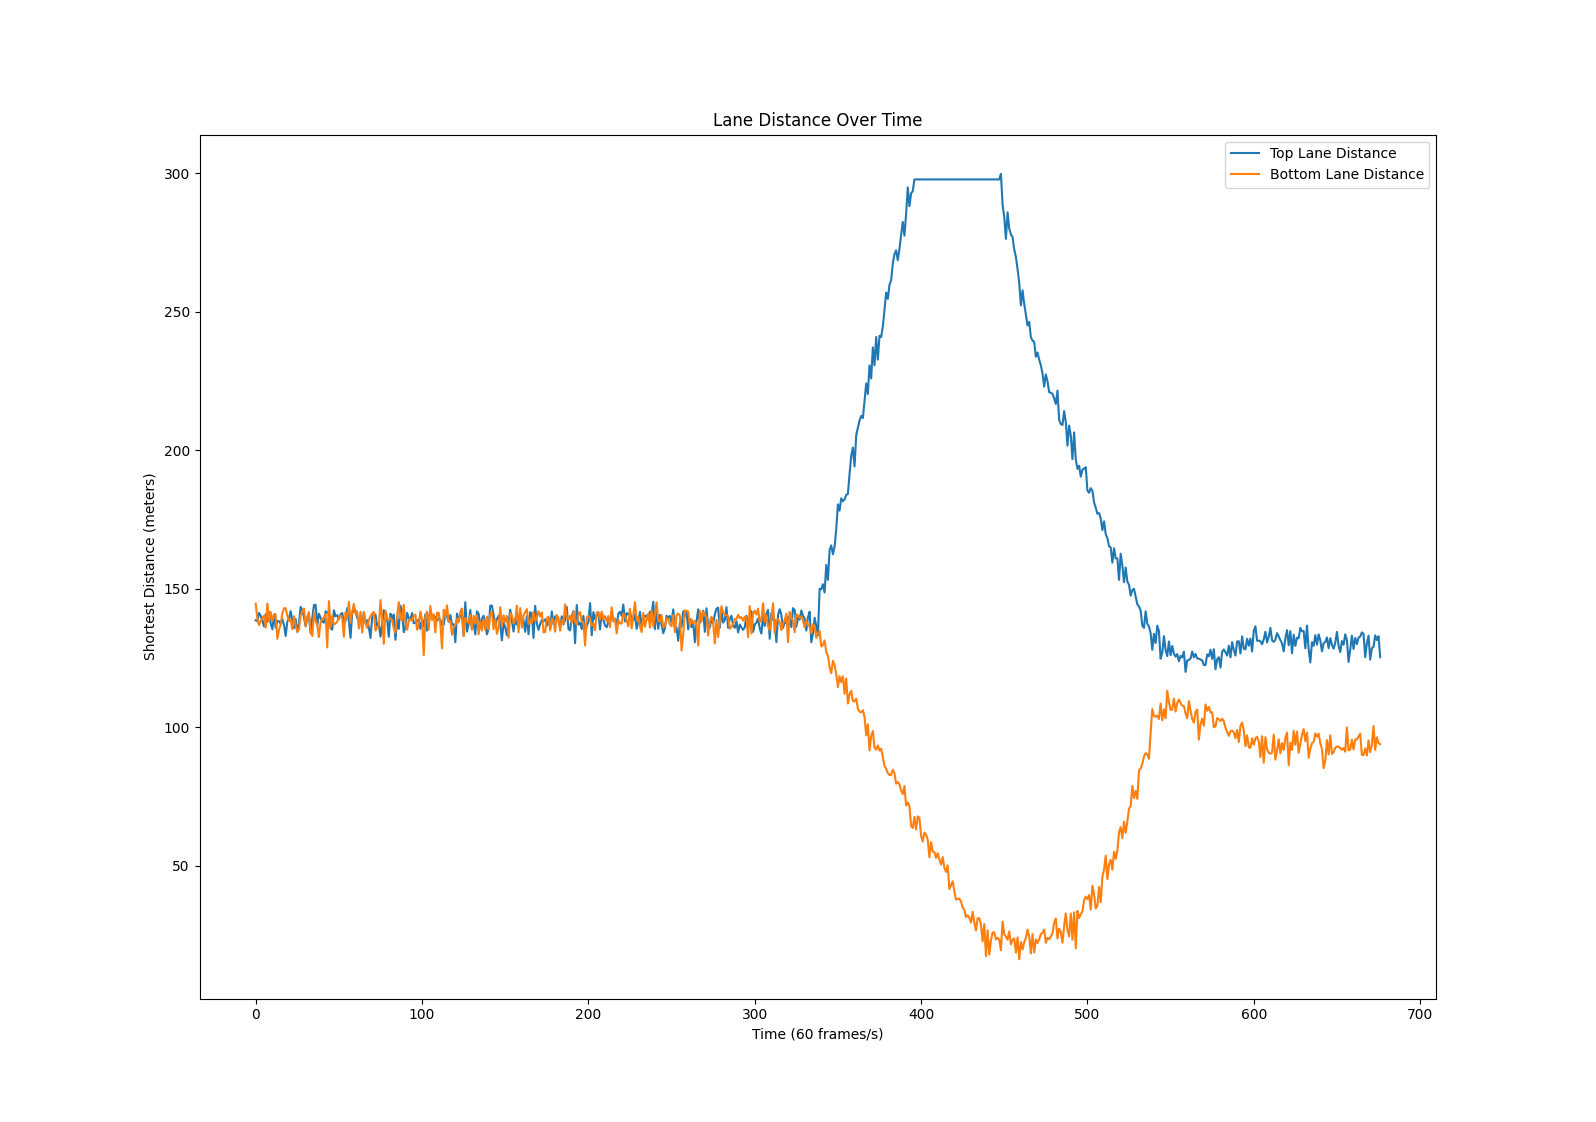 Lane Distance Over Time
Top Lane Distance
Bottom Lane Distance
Shortest Distance (meters)
300
250
200
150
100
50
0 100 200 300 400 500 600 700
Time (60 frames/s)